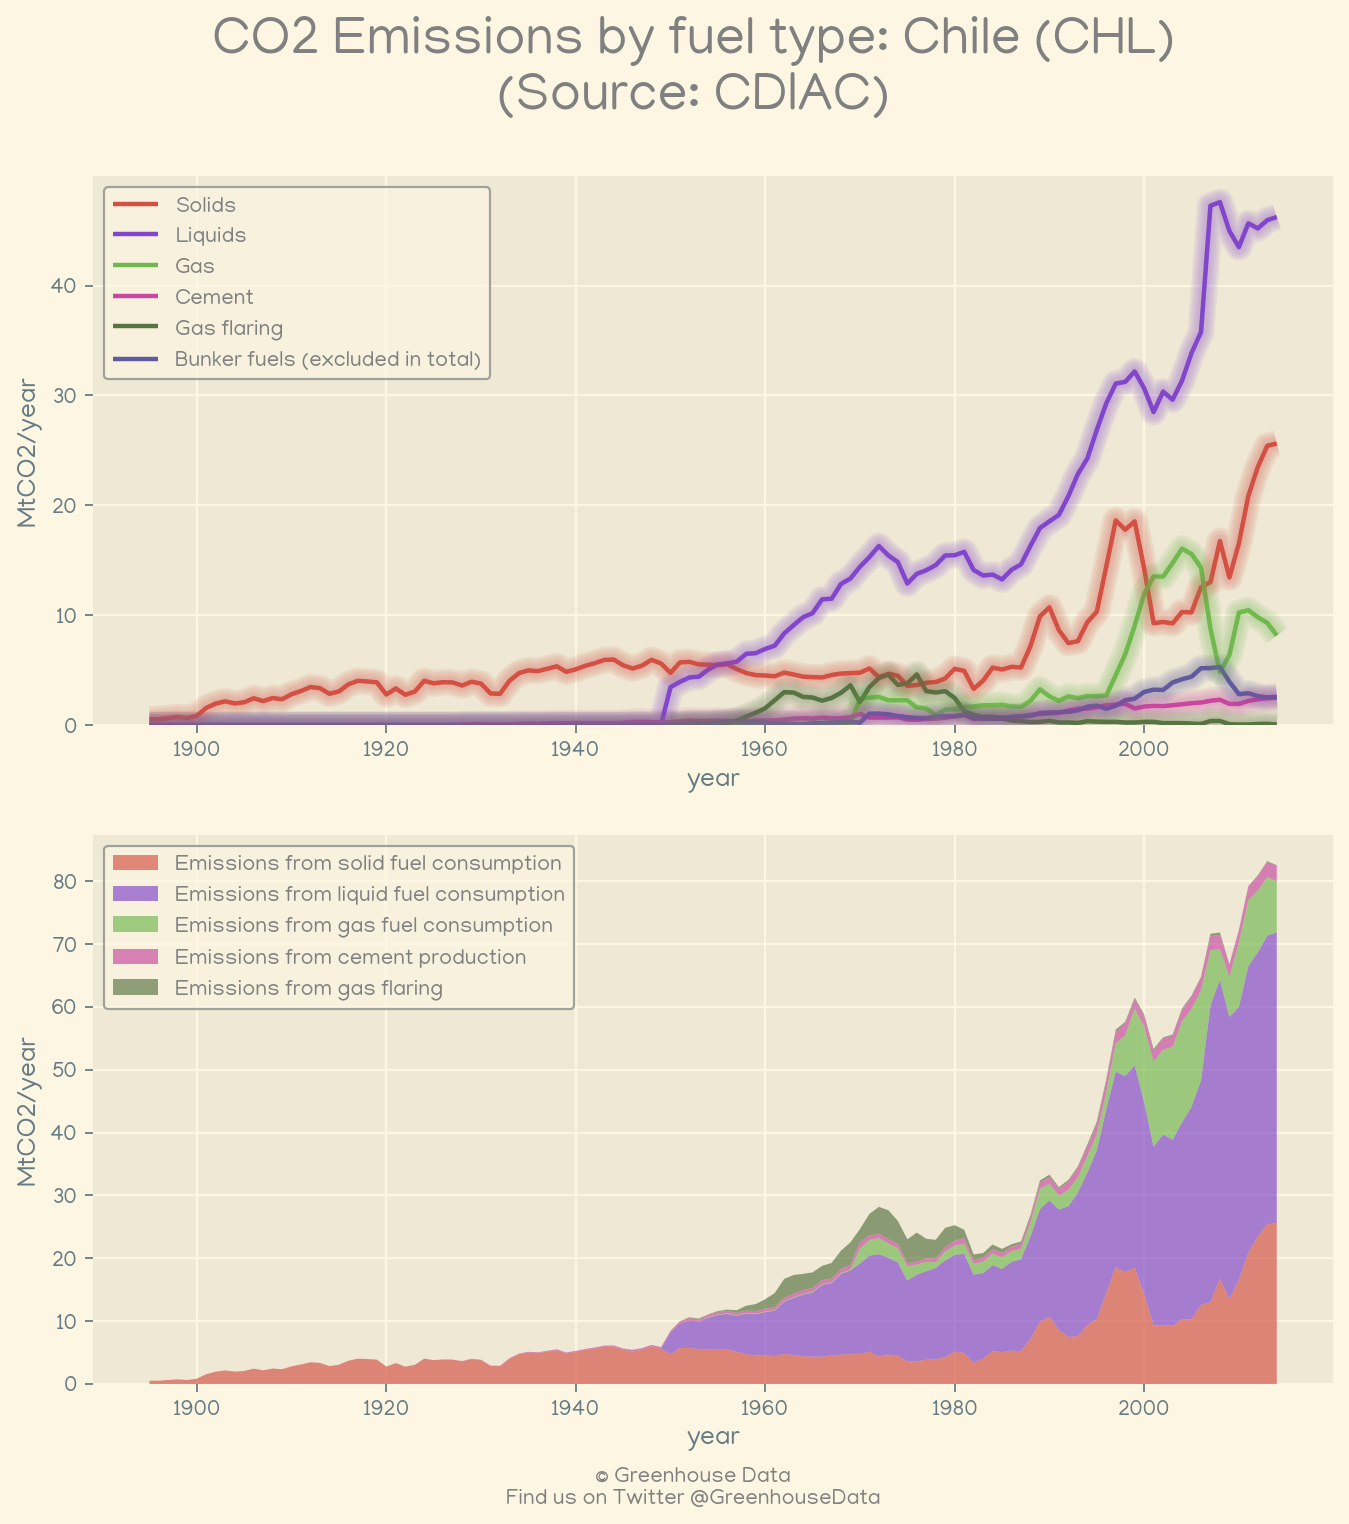 CO2 Emissions by fuel type: Chile (CHL)
(Source: CDIAC)
Solids
Liquids
Gas
Cement
Gas flaring
Bunker fuels (excluded in total)
MtCO2/year
40
30
20
10
0
1900 1920 1940 1960 1980 2000
year
Emissions from solid fuel consumption
Emissions from liquid fuel consumption
Emissions from gas fuel consumption
Emissions from cement production
Emissions from gas flaring
MtCO2/year
80
70
60
50
40
30
20
10
0
1900 1920 1940 1960 1980 2000
year
© Greenhouse Data
Find us on Twitter @GreenhouseData